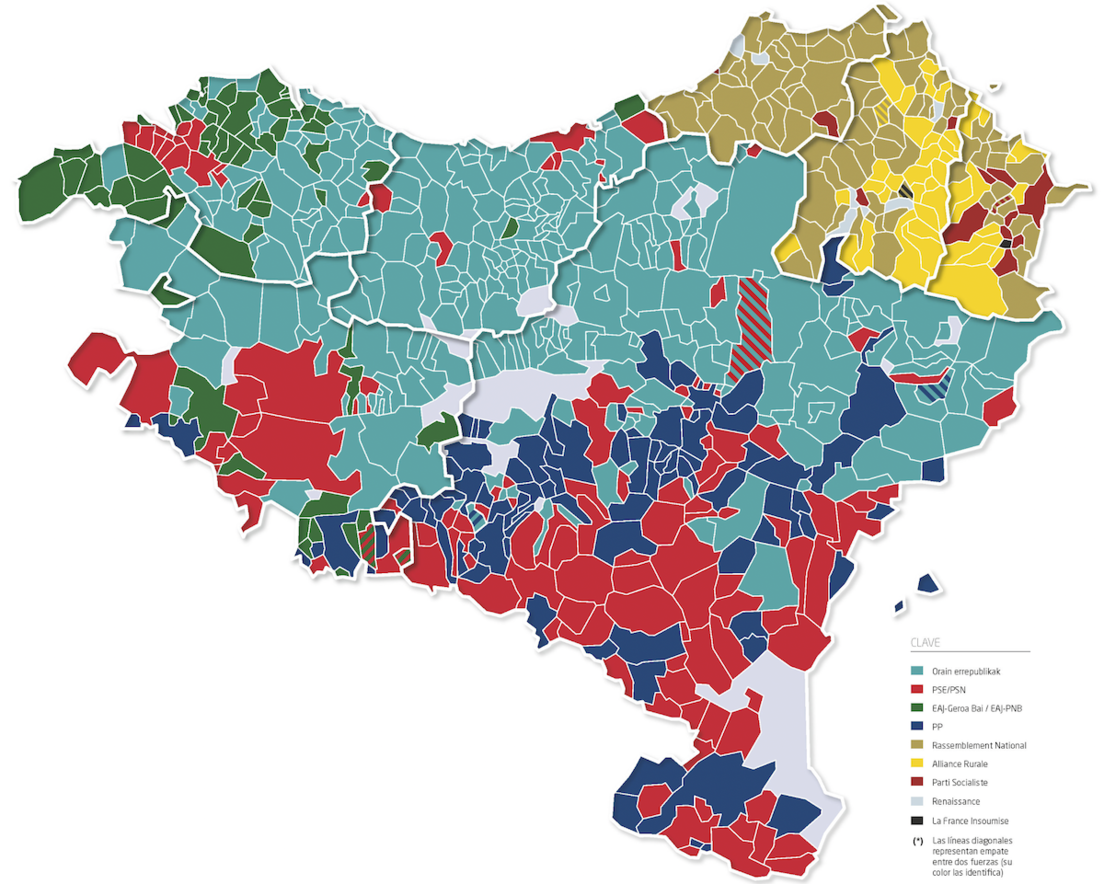 CLAVE
Orain errepublikak
PSE/PSN
EAJ-Geroa Bai / EAJ-PNB
PP
Rassemblement National
Alliance Rurale
Parti Socialiste
Renaissance
La France Insoumise
(*) Las líneas diagonales
representan empate
entre dos fuerzas (su
color las identifica)